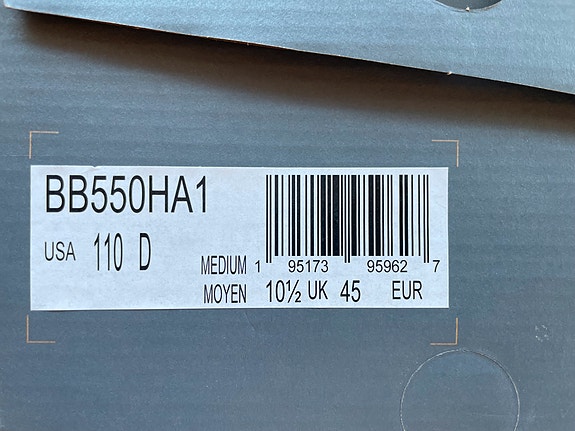 BB550HA1
USA 110 D
MEDIUM 1 95173 95962 7
MOYEN 10½ UK 45 EUR